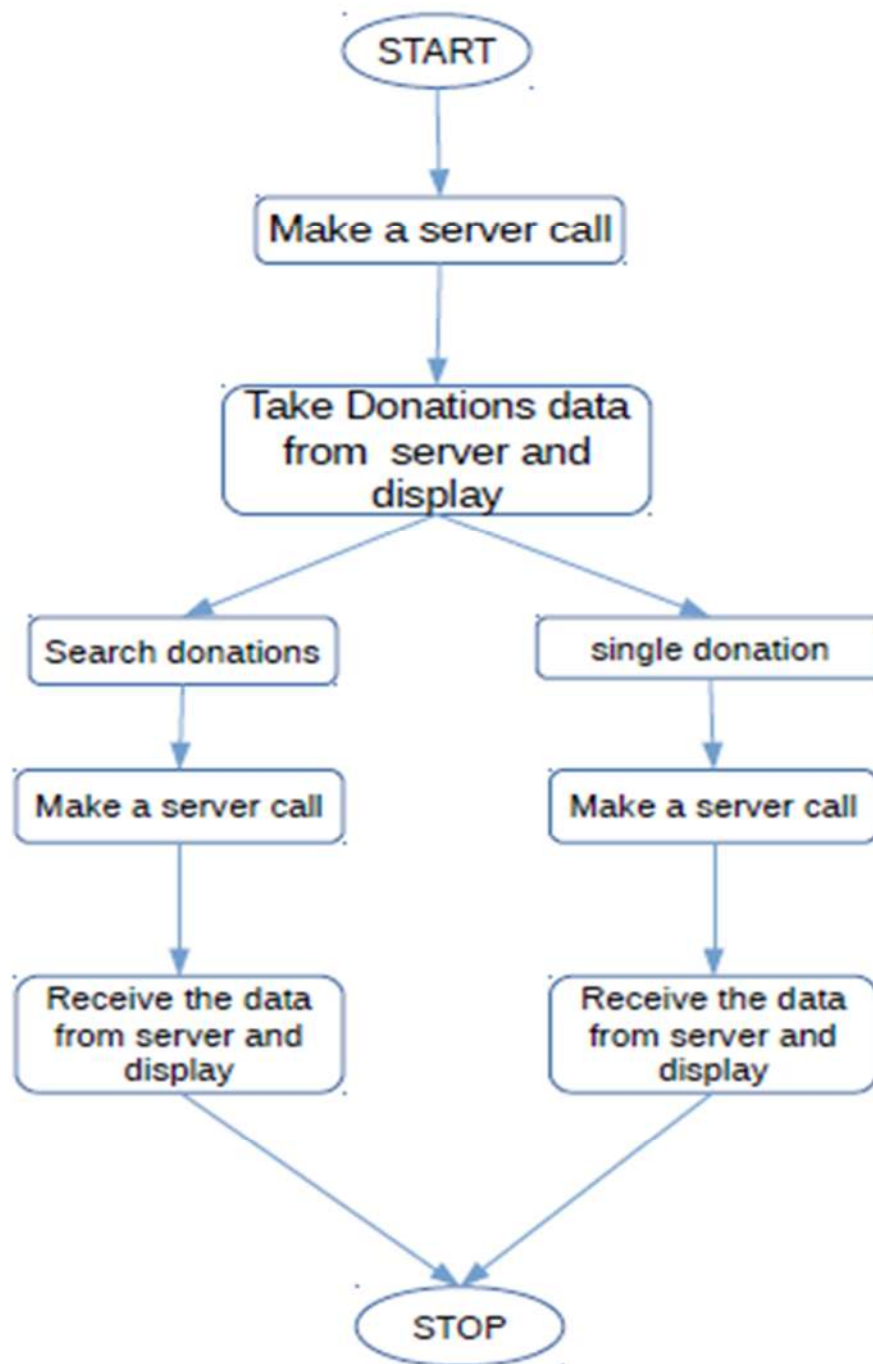 START
Make a server call
Take Donations data
from server and
display
Search donations
single donation
Make a server call
Make a server call
Receive the data
from server and
display
Receive the data
from server and
display
STOP